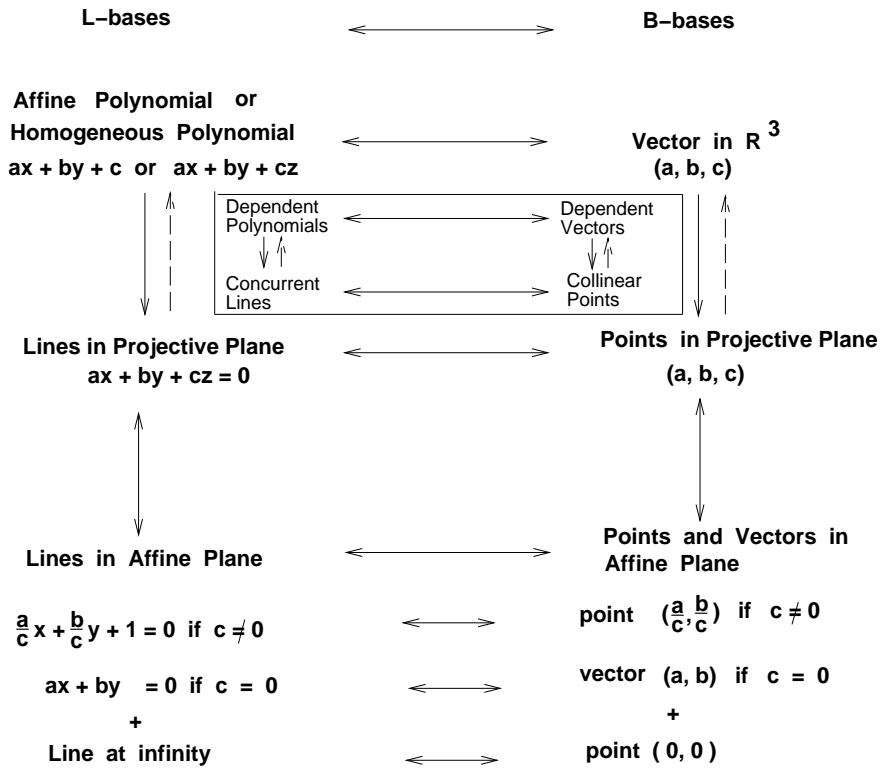 L−bases
B−bases
Affine Polynomial or
Homogeneous Polynomial
ax + by + c or ax + by + cz
Vector in R 3
(a, b, c)
Dependent
Polynomials
Dependent
Vectors
Concurrent
Lines
Collinear
Points
Lines in Projective Plane
ax + by + cz = 0
Points in Projective Plane
(a, b, c)
Lines in Affine Plane
Points and Vectors in
Affine Plane
a/c x + b/c y + 1 = 0 if c ≠ 0
point (a/c, b/c) if c ≠ 0
ax + by = 0 if c = 0
vector (a, b) if c = 0
+
+
Line at infinity
point ( 0, 0 )